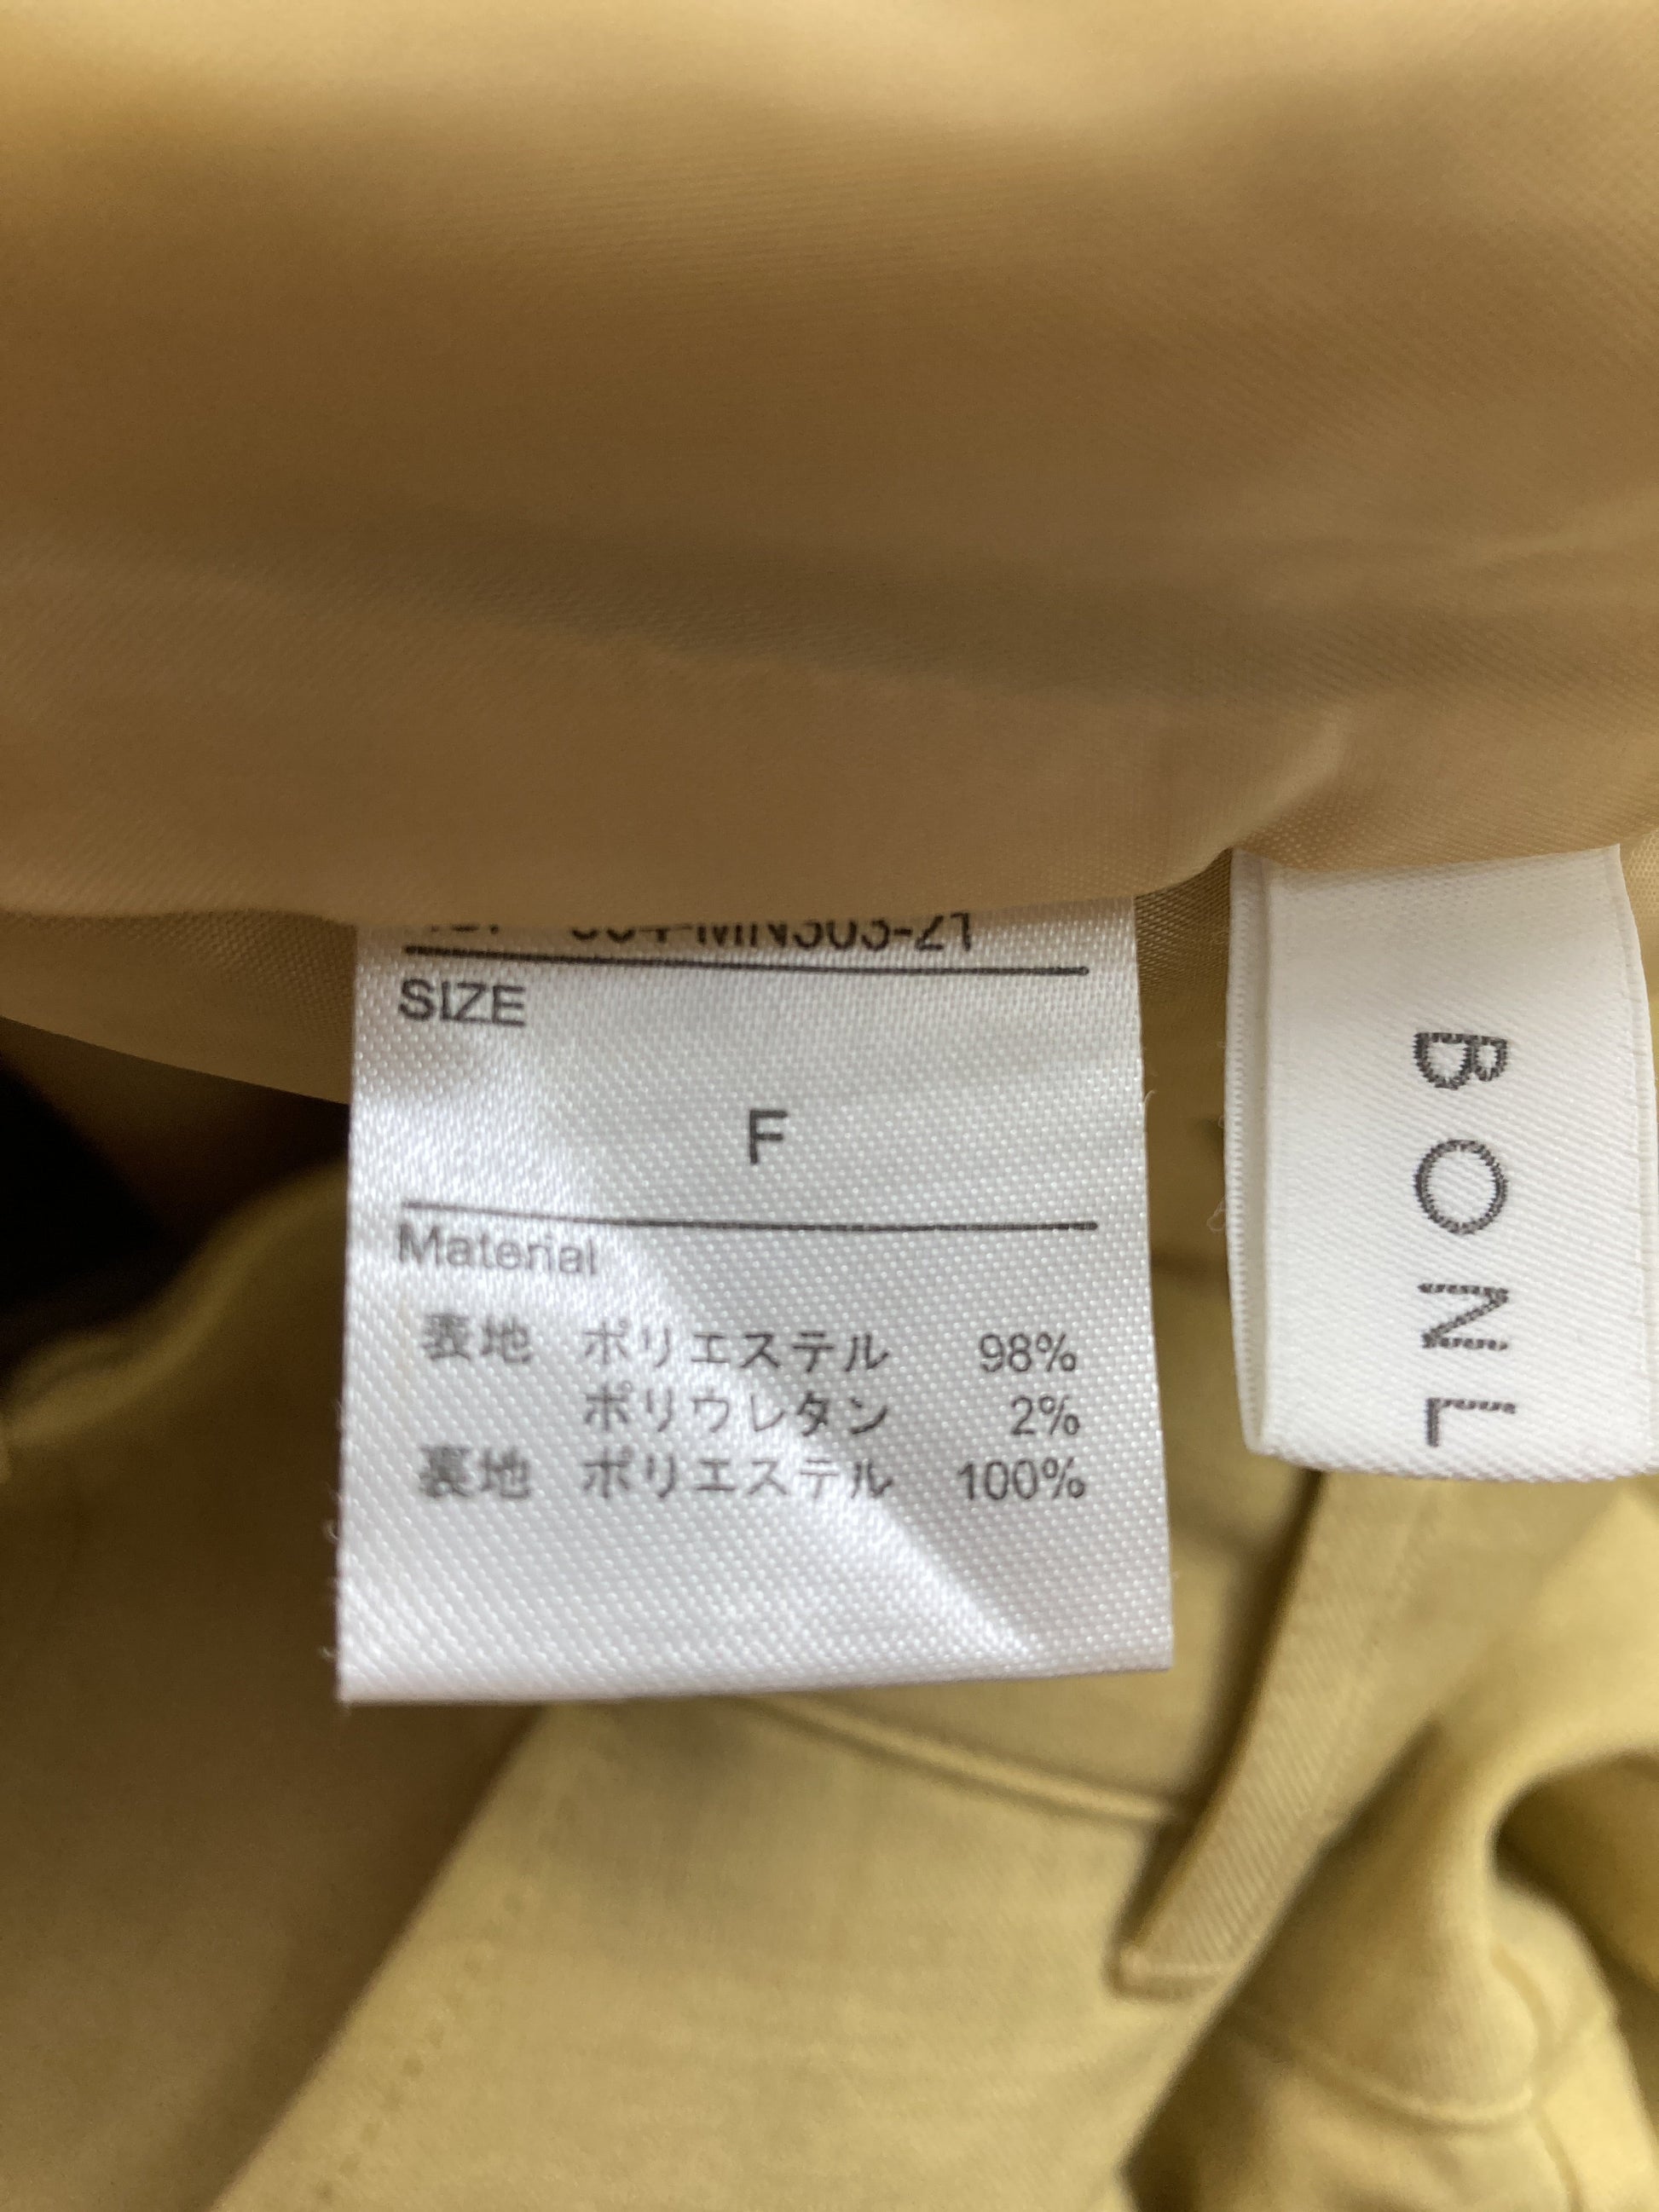 SIZE
F
Material
表地 ポリエステル 98%
ポリウレタン 2%
裏地 ポリエステル 100%
BONL